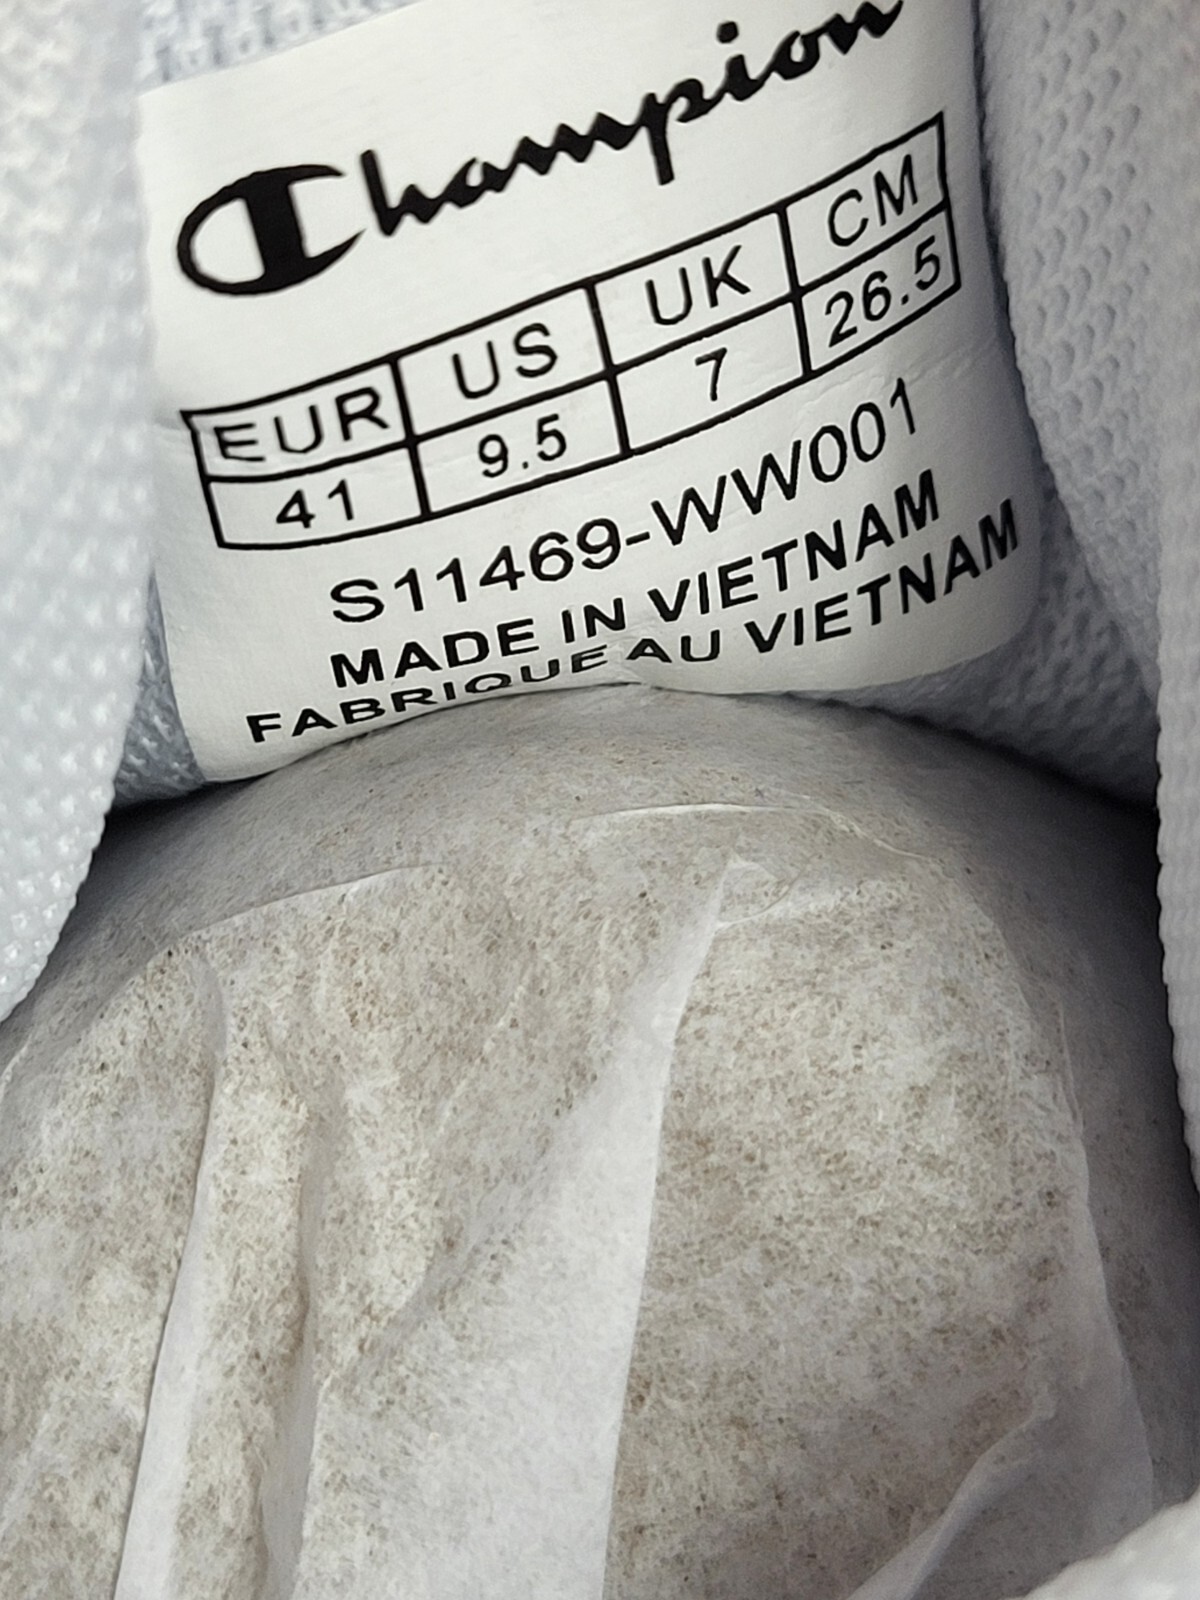 Champion
EUR US UK CM
41 9.5 7 26.5
S11469-WW001
MADE IN VIETNAM
FABRIQUE AU VIETNAM